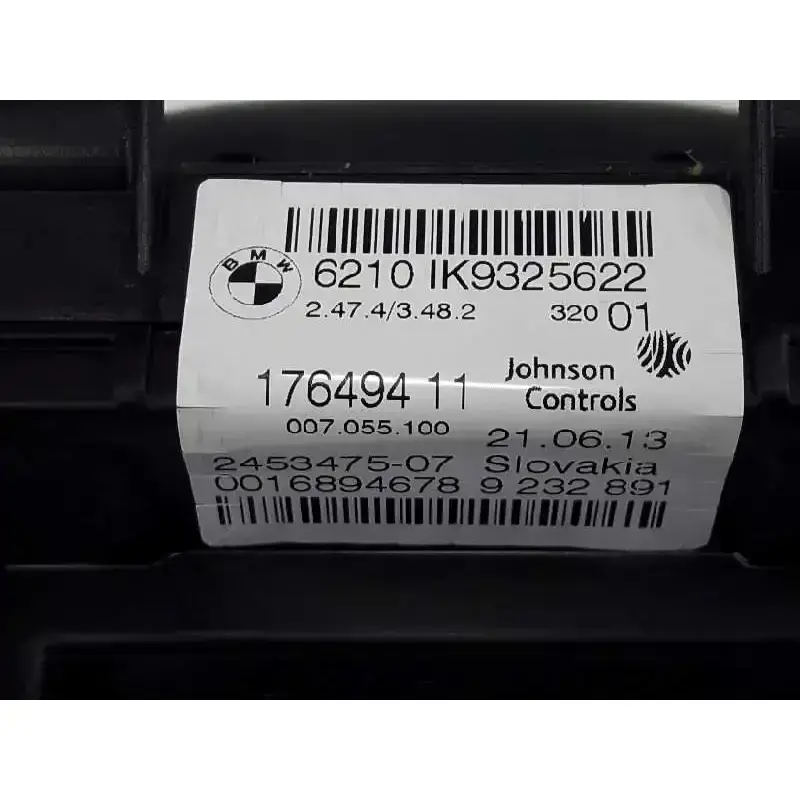 BMW
6210 IK9325622
2.47.4/3.48.2 320 01
176494 11 Johnson
Controls
007.055.100 21.06.13
2453475-07 Slovakia
0016894678 9 232 891